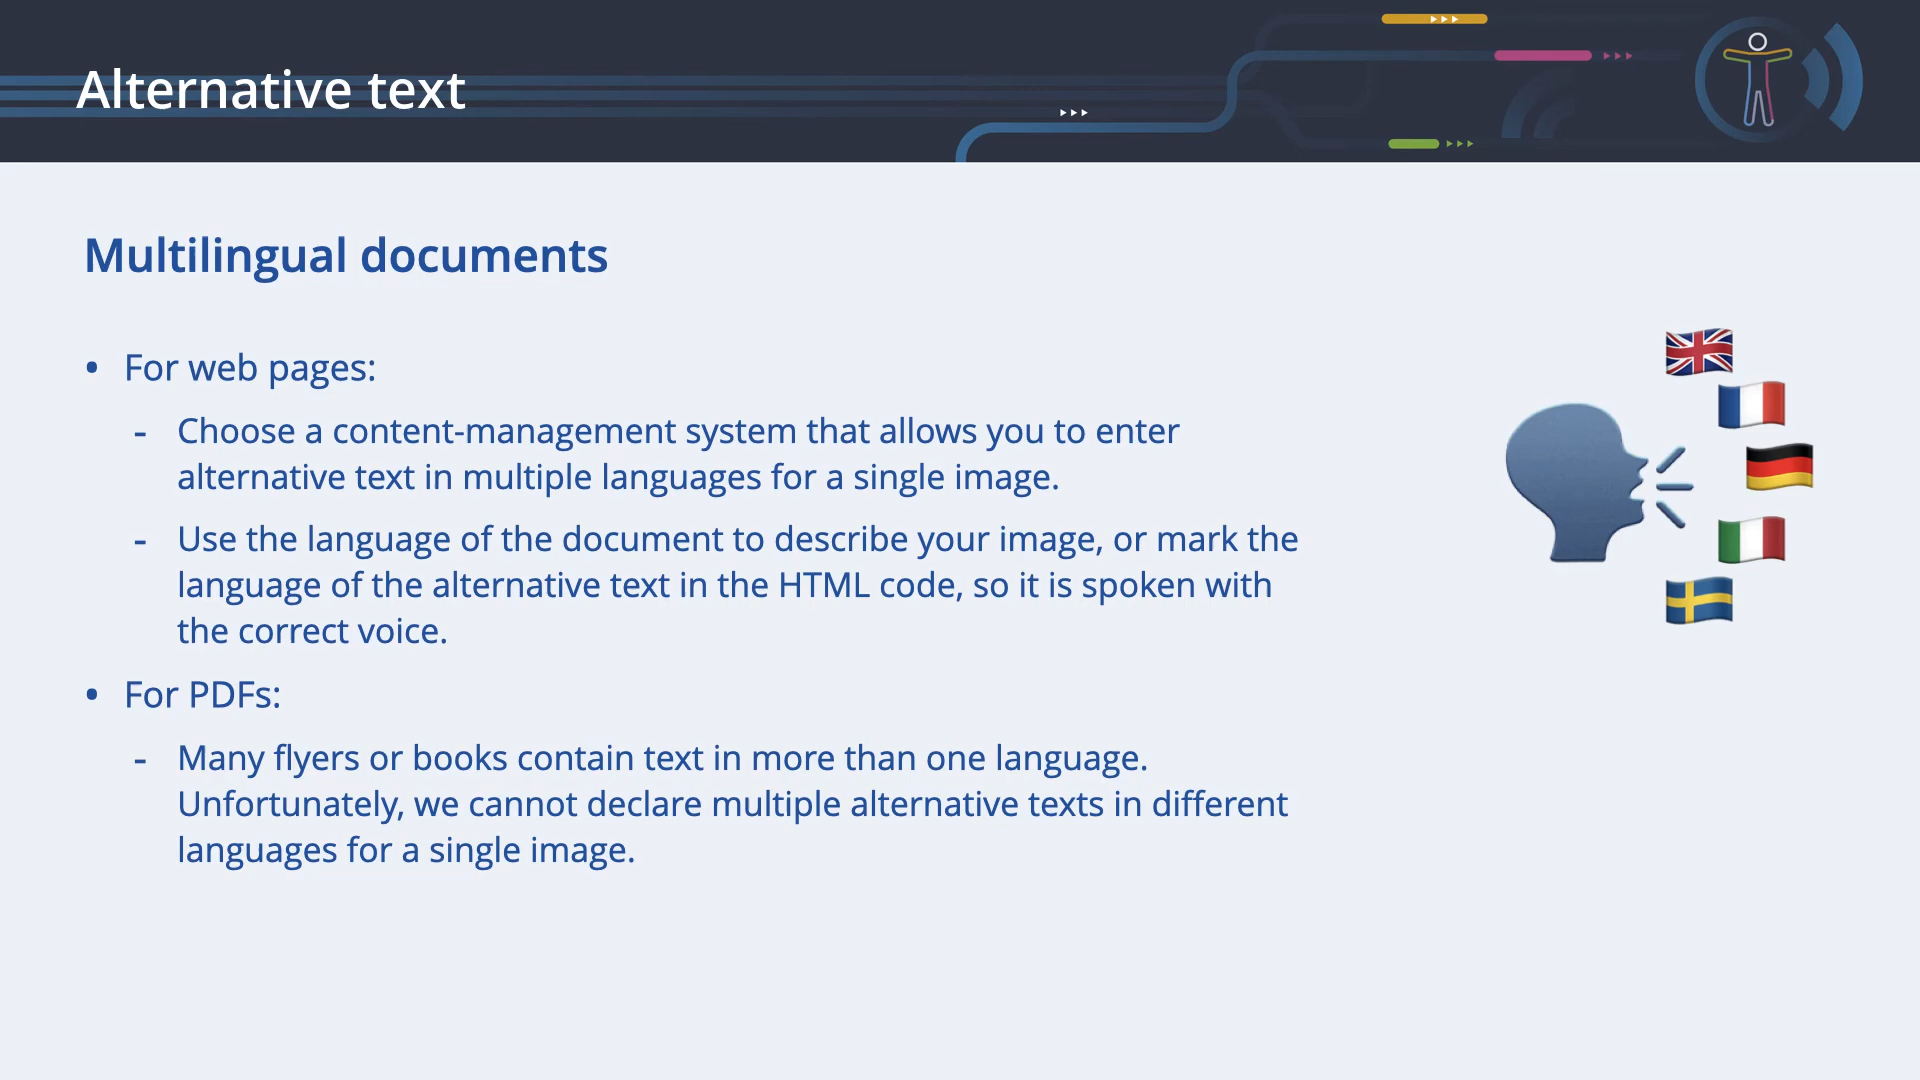 Alternative text
Multilingual documents
• For web pages:
- Choose a content-management system that allows you to enter
alternative text in multiple languages for a single image.
- Use the language of the document to describe your image, or mark the
language of the alternative text in the HTML code, so it is spoken with
the correct voice.
• For PDFs:
- Many flyers or books contain text in more than one language.
Unfortunately, we cannot declare multiple alternative texts in different
languages for a single image.